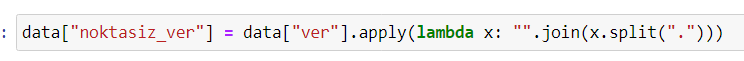 : data["noktasiz_ver"] = data["ver"].apply(lambda x: "".join(x.split(".")))